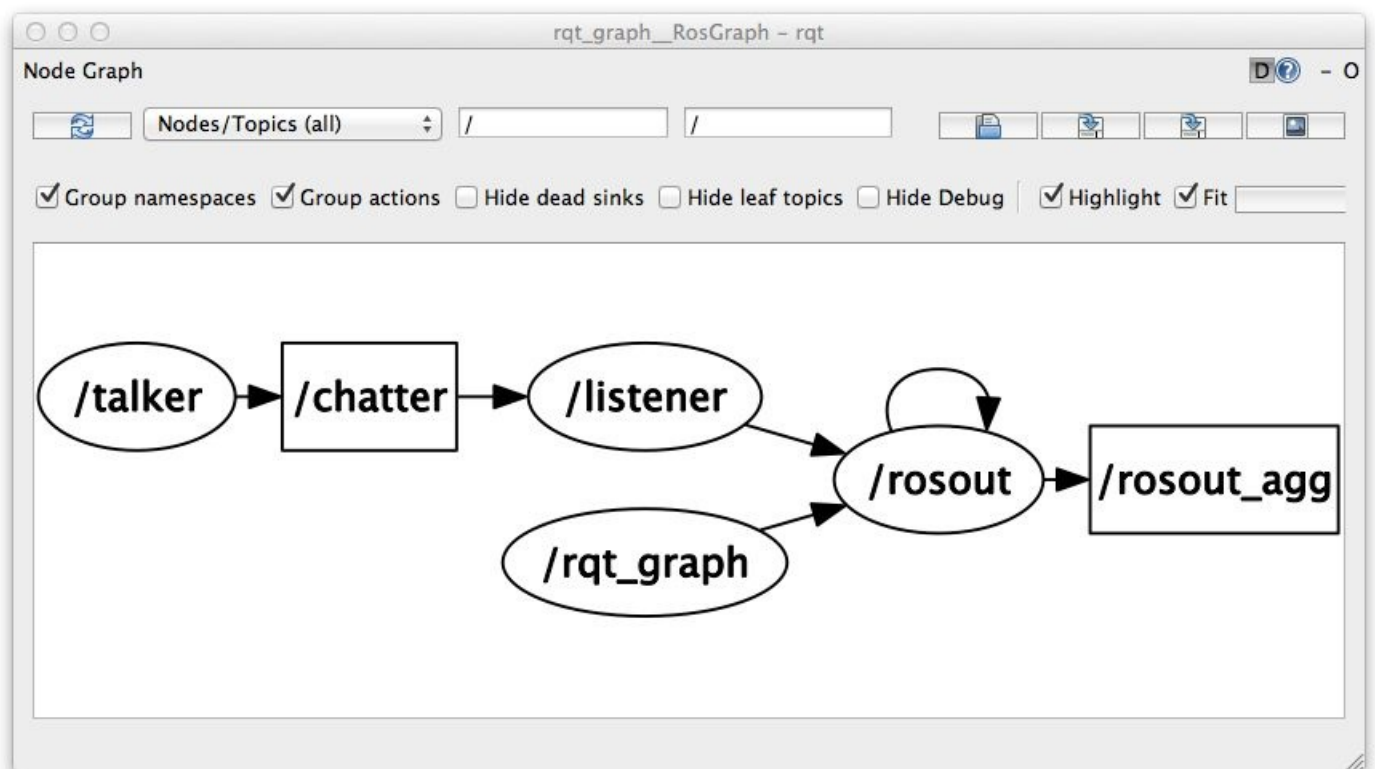 rqt_graph__RosGraph - rqt
Node Graph D ? - O
Nodes/Topics (all) / /
Group namespaces Group actions Hide dead sinks Hide leaf topics Hide Debug Highlight Fit
/talker /chatter /listener
/rosout /rosout_agg
/rqt_graph